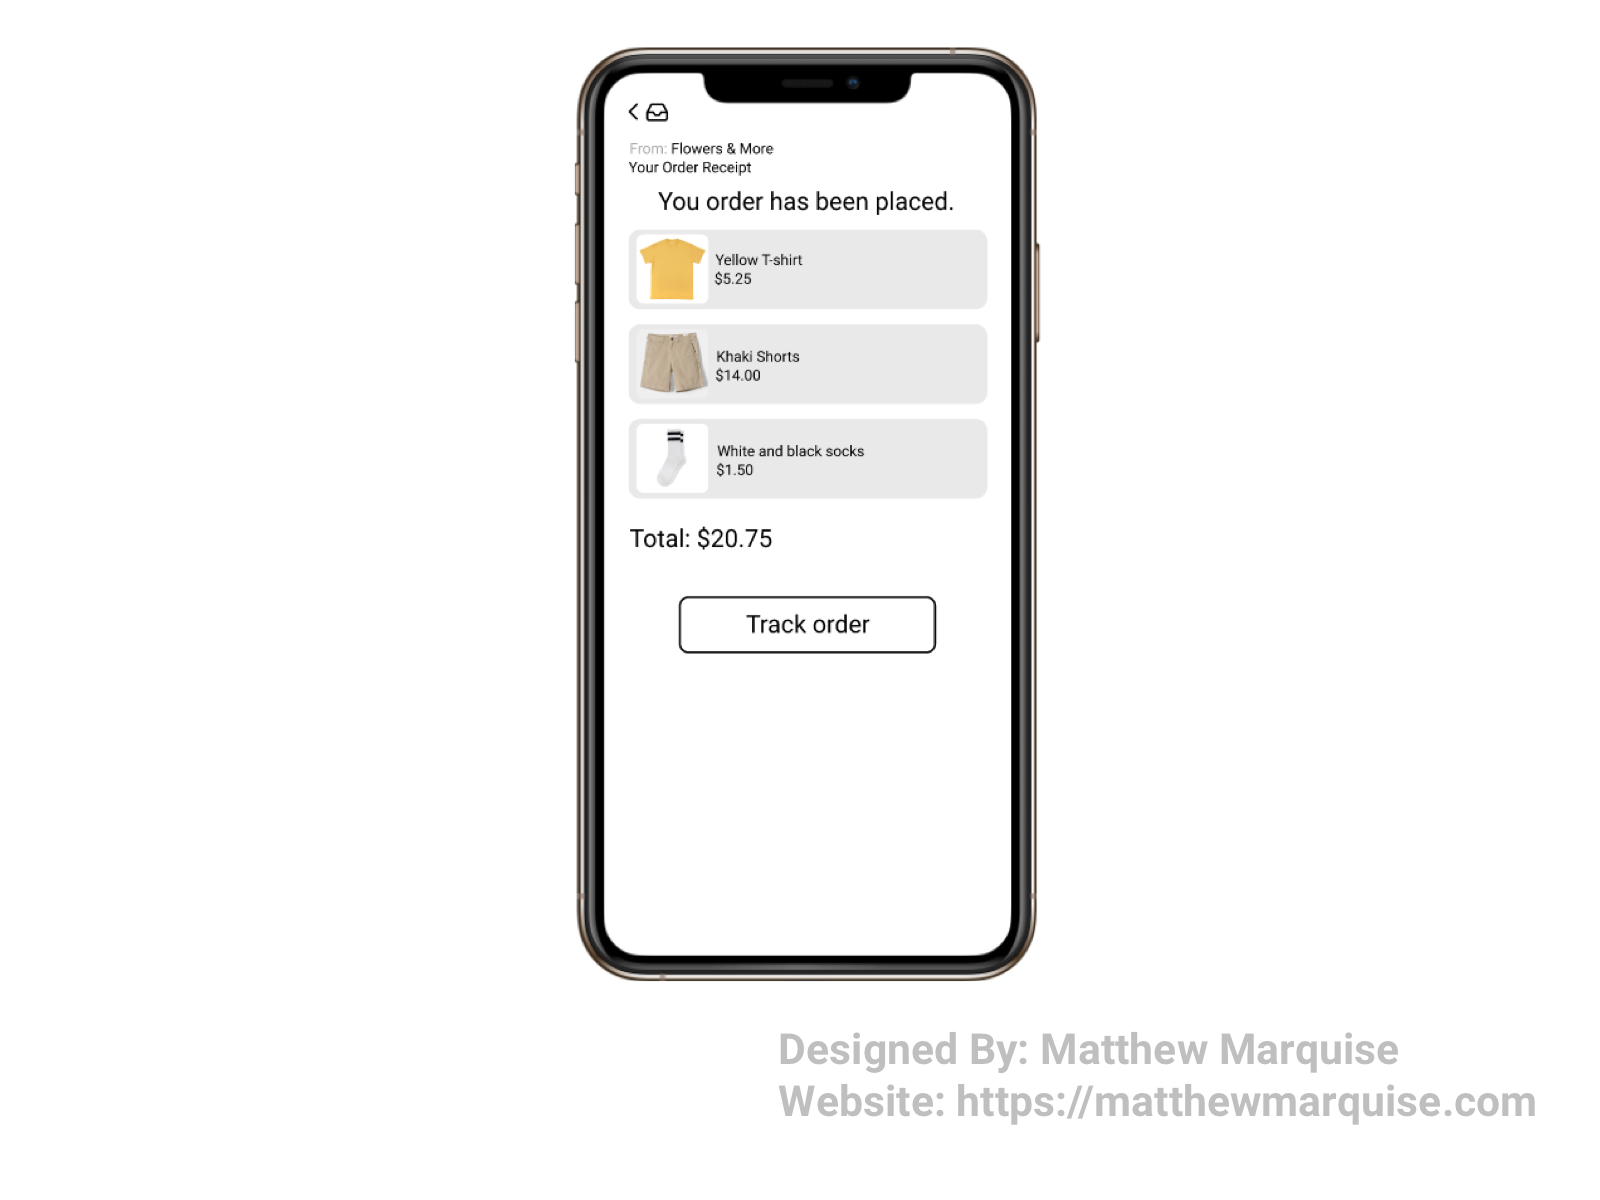 From: Flowers & More
Your Order Receipt
You order has been placed.
Yellow T-shirt
$5.25
Khaki Shorts
$14.00
White and black socks
$1.50
Total: $20.75
Track order
Designed By: Matthew Marquise
Website: https://matthewmarquise.com